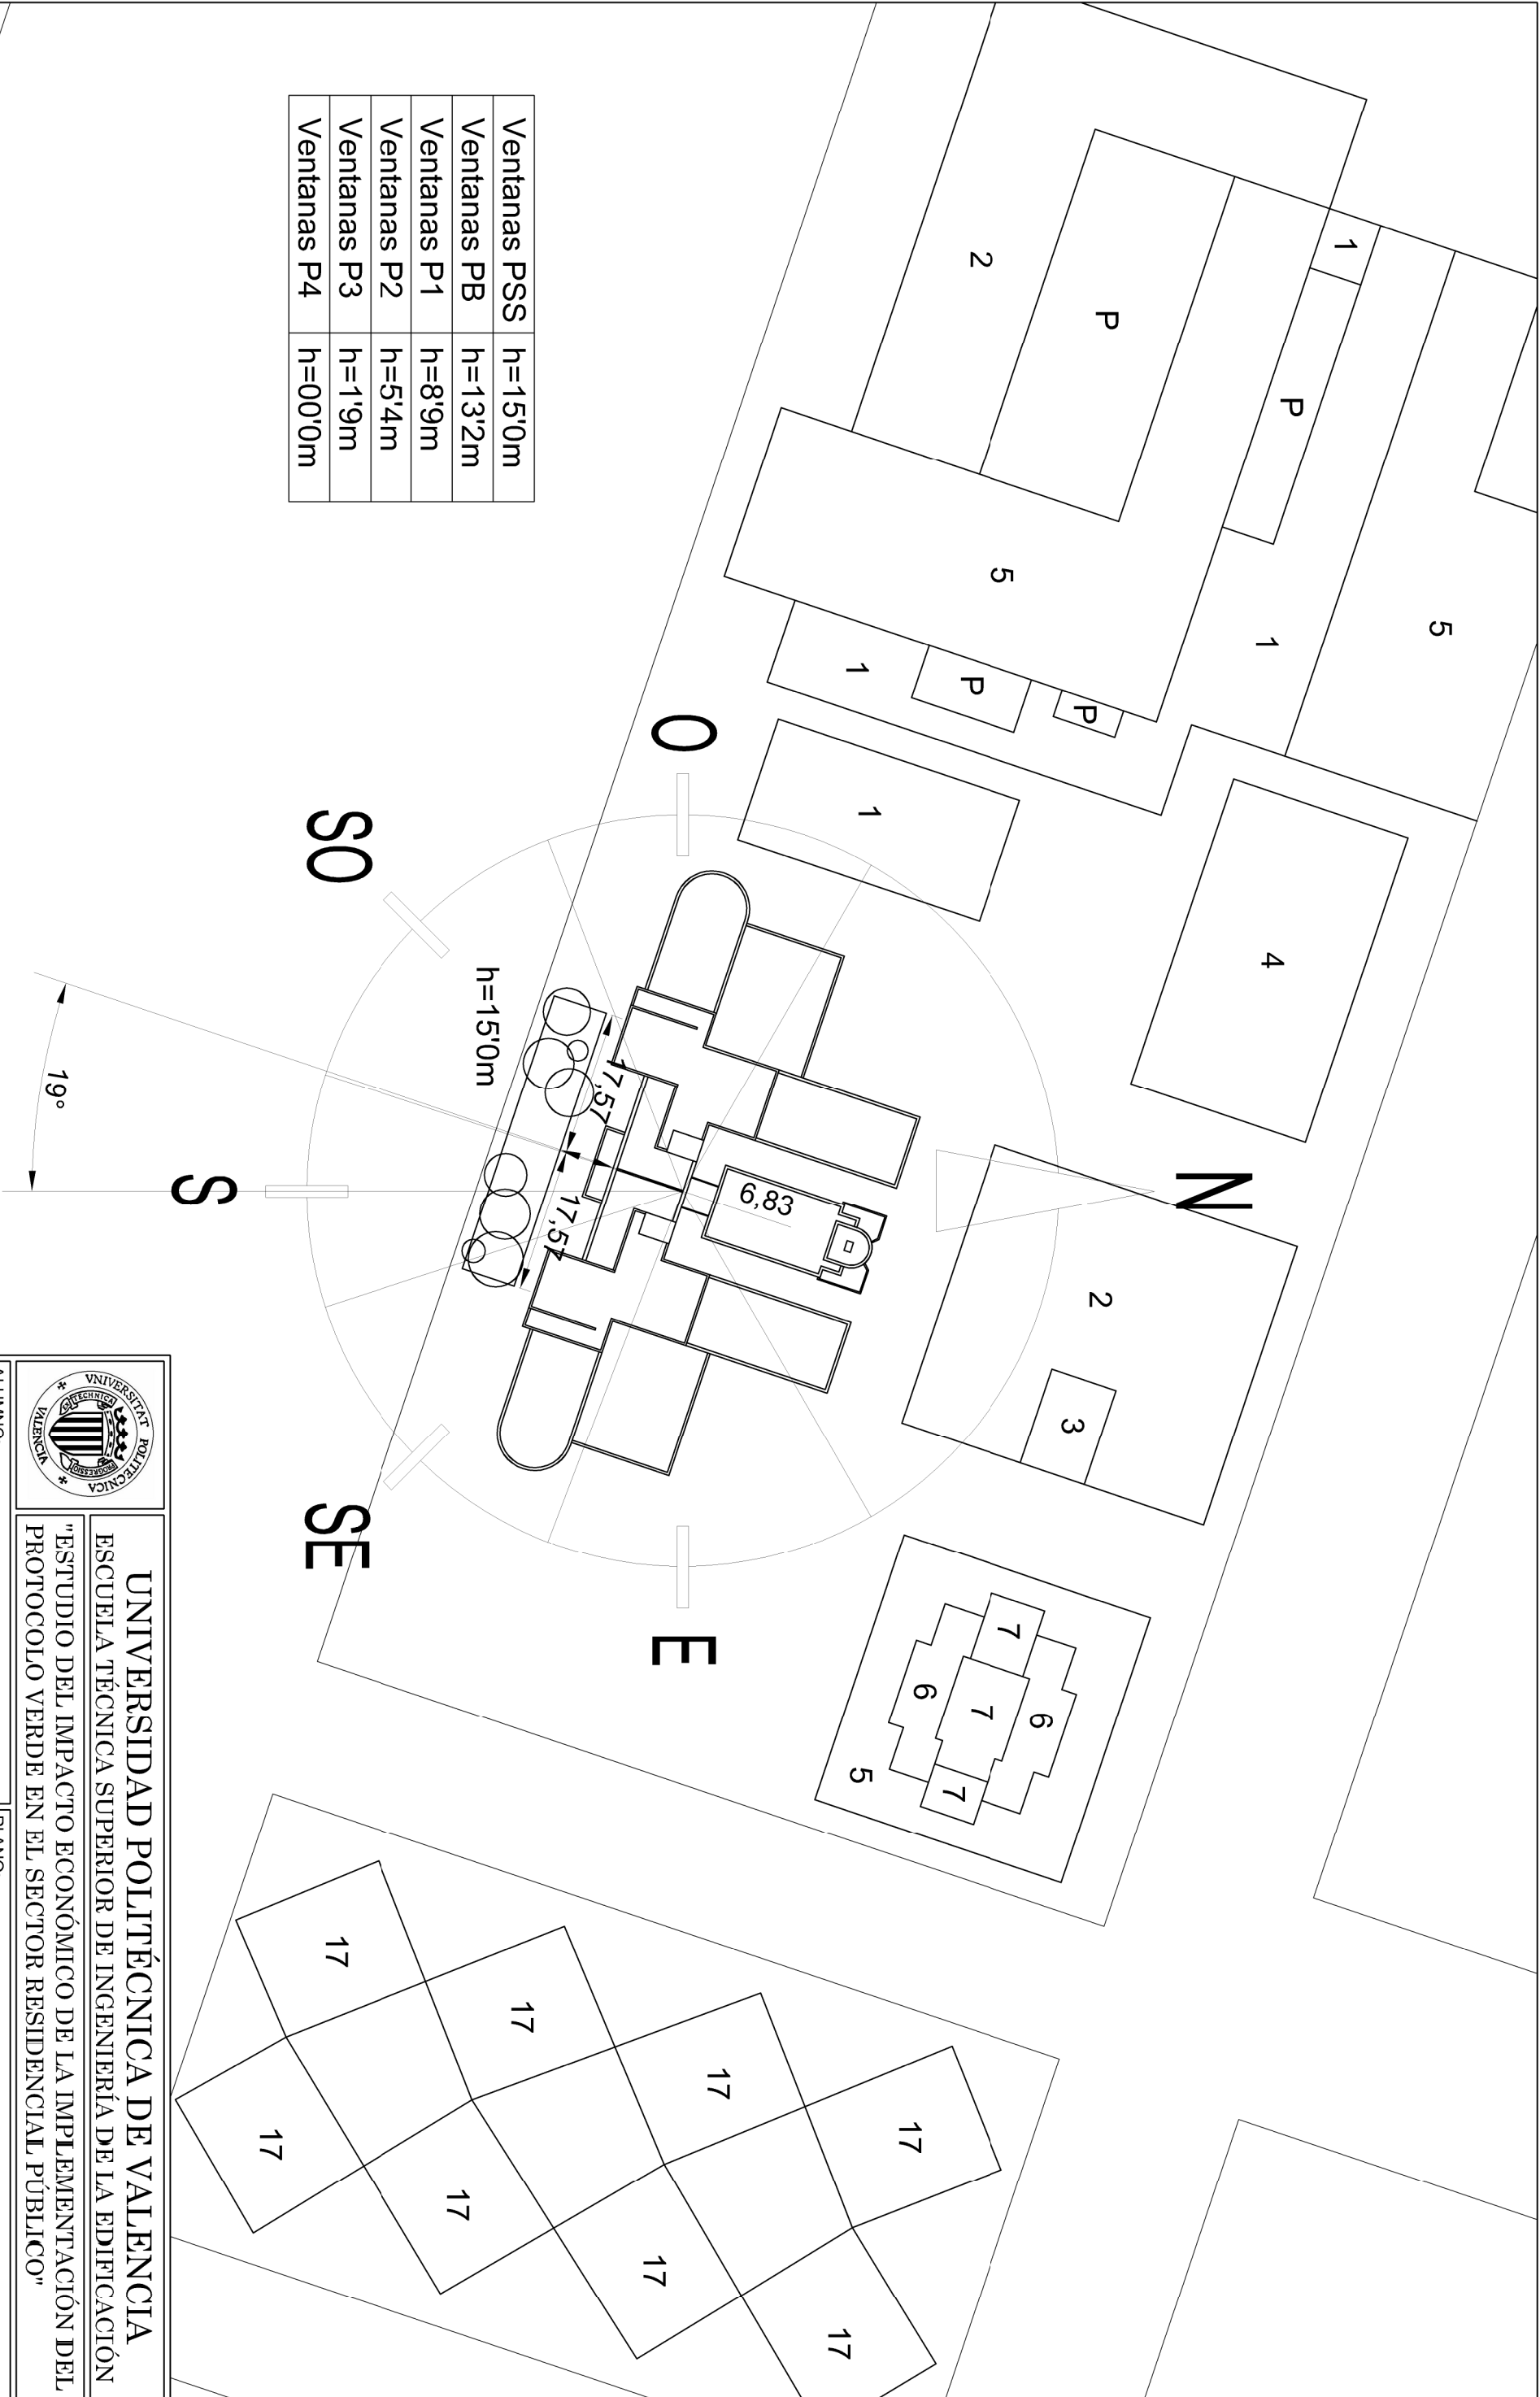 5
1
P
4
1
N
P
2
P
3
6
7
5
2
7
P
7
6
17
1
5
1
17
6,83
17
O
E
17
17,57
17,57
17
h=15'0m
17
Ventanas PSS h=15'0m
Ventanas PB h=13'2m
Ventanas P1 h=8'9m
Ventanas P2 h=5'4m
Ventanas P3 h=1'9m
Ventanas P4 h=00'0m
17
SO
SE
17
S
19°
VNIVERSITAT POLITECNICA
VALENCIA
UNIVERSIDAD POLITÉCNICA DE VALENCIA
ESCUELA TÉCNICA SUPERIOR DE INGENIERÍA DE LA EDIFICACIÓN
"ESTUDIO DEL IMPACTO ECONÓMICO DE LA IMPLEMENTACIÓN DEL
PROTOCOLO VERDE EN EL SECTOR RESIDENCIAL PÚBLICO"